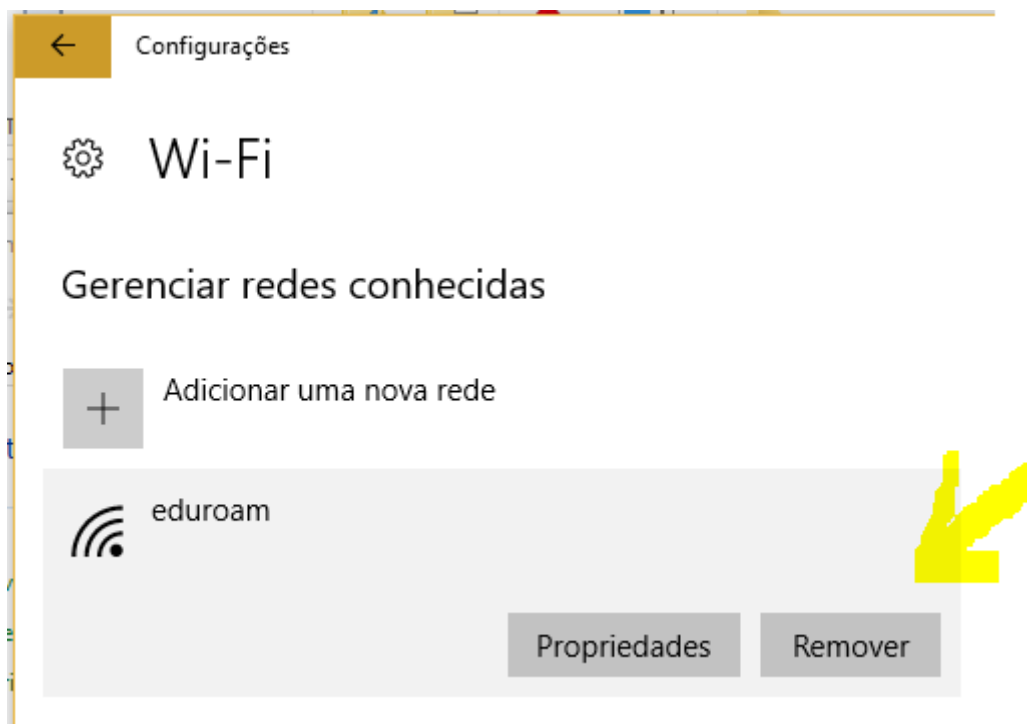 Configurações
Wi-Fi
Gerenciar redes conhecidas
Adicionar uma nova rede
eduroam
Propriedades Remover